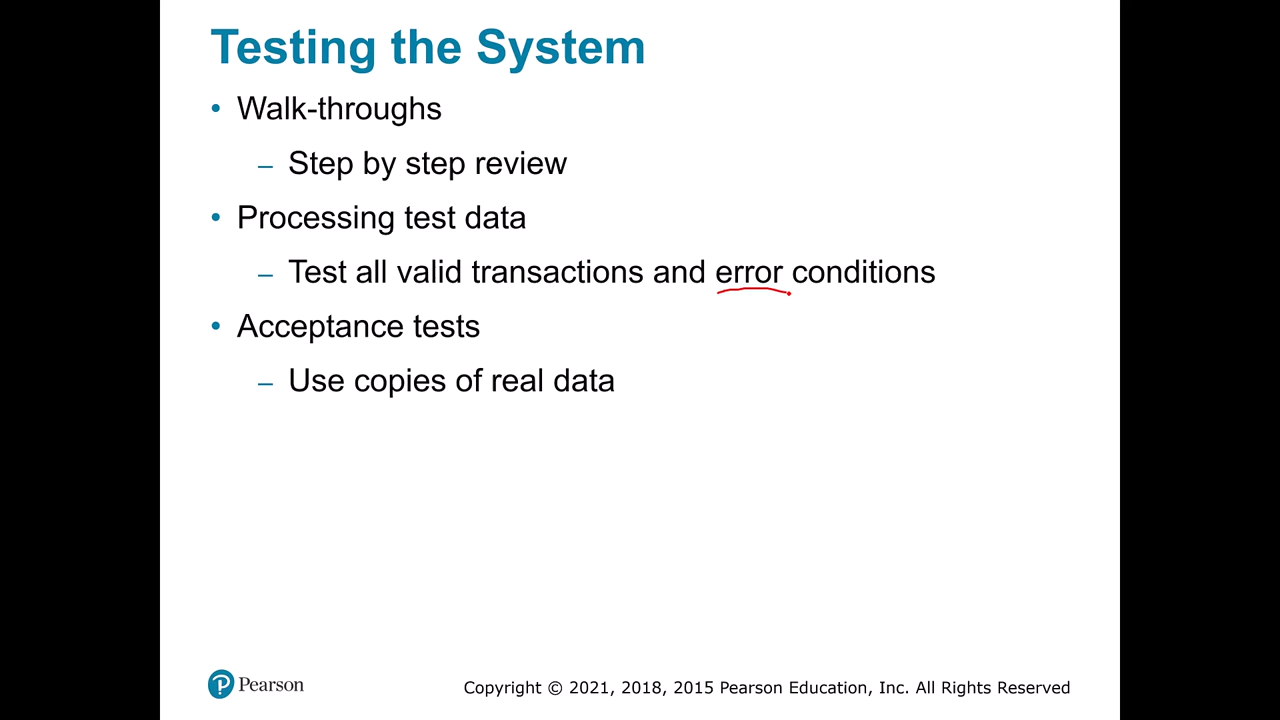 Testing the System
• Walk-throughs
– Step by step review
• Processing test data
– Test all valid transactions and error conditions
• Acceptance tests
– Use copies of real data
P Pearson
Copyright © 2021, 2018, 2015 Pearson Education, Inc. All Rights Reserved